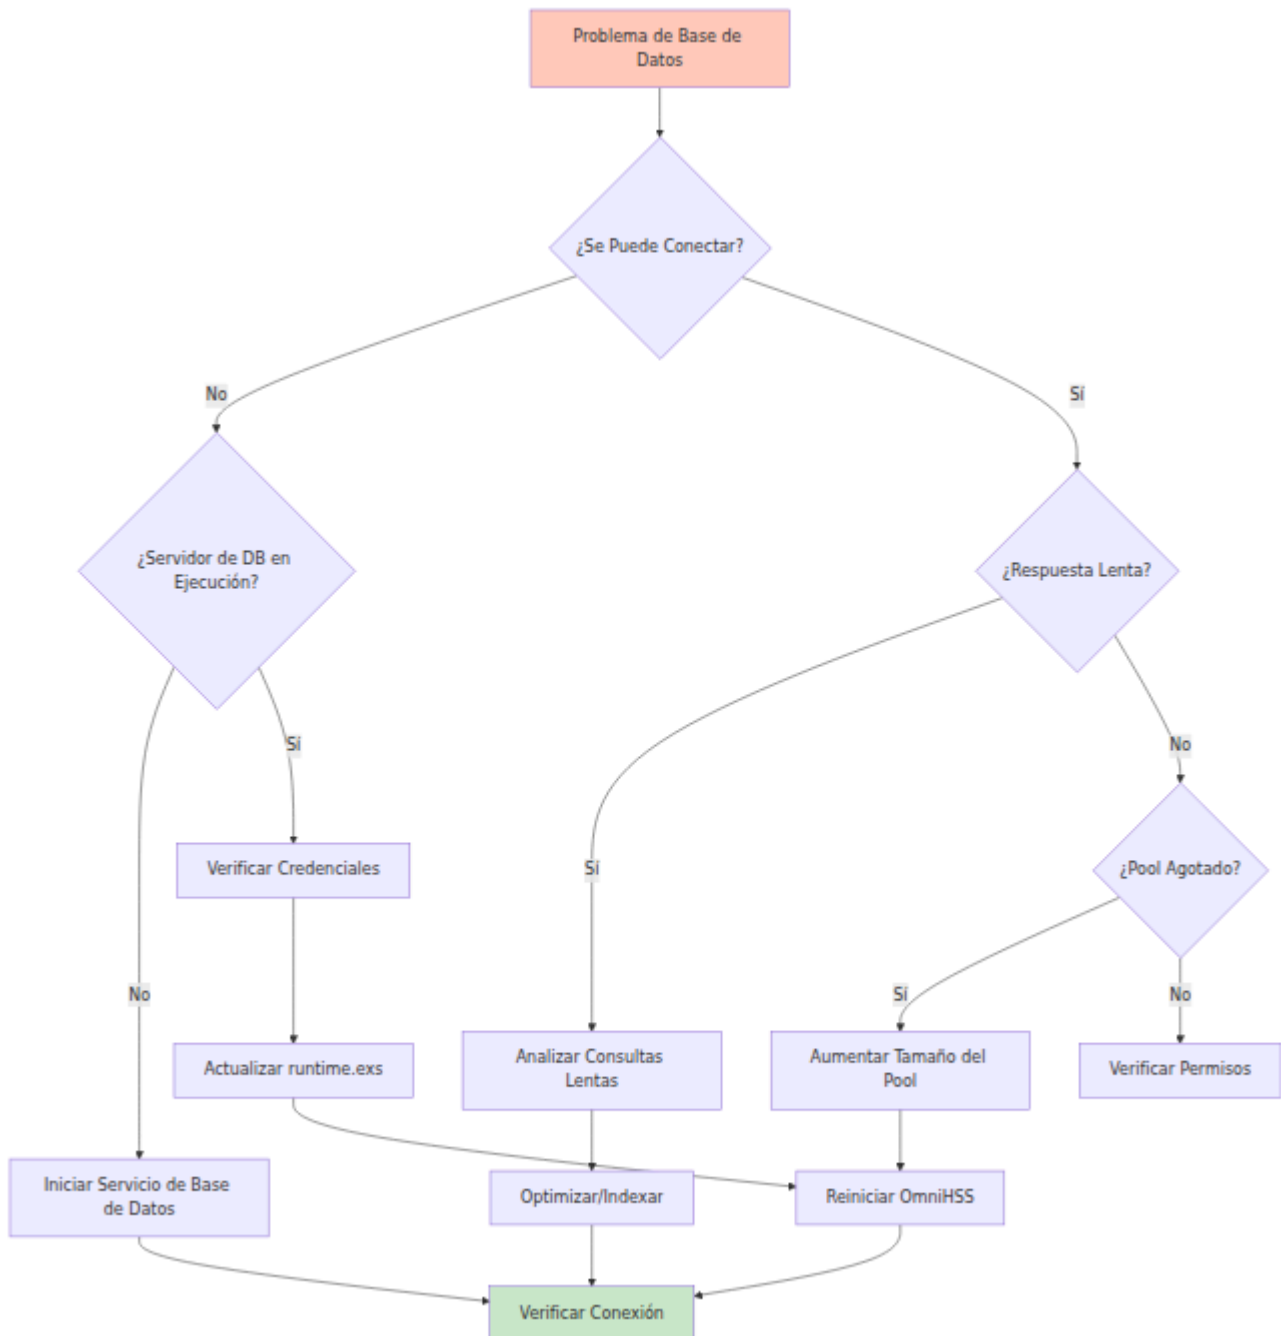 Problema de Base de
Datos
¿Se Puede Conectar?
No
Sí
¿Servidor de DB en
Ejecución?
¿Respuesta Lenta?
Sí
No
Verificar Credenciales
Sí
¿Pool Agotado?
No
Sí
No
Actualizar runtime.exs
Analizar Consultas
Lentas
Aumentar Tamaño del
Pool
Verificar Permisos
Iniciar Servicio de Base
de Datos
Optimizar/Indexar
Reiniciar OmniHSS
Verificar Conexión